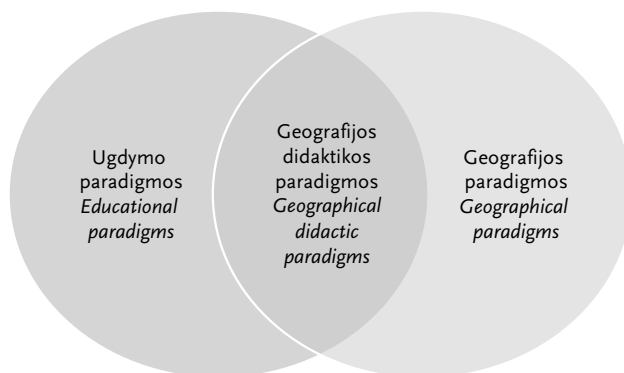 Ugdymo
paradigmos
Educational
paradigms
Geografijos
didaktikos
paradigmos
Geographical
didactic
paradigms
Geografijos
paradigmos
Geographical
paradigms